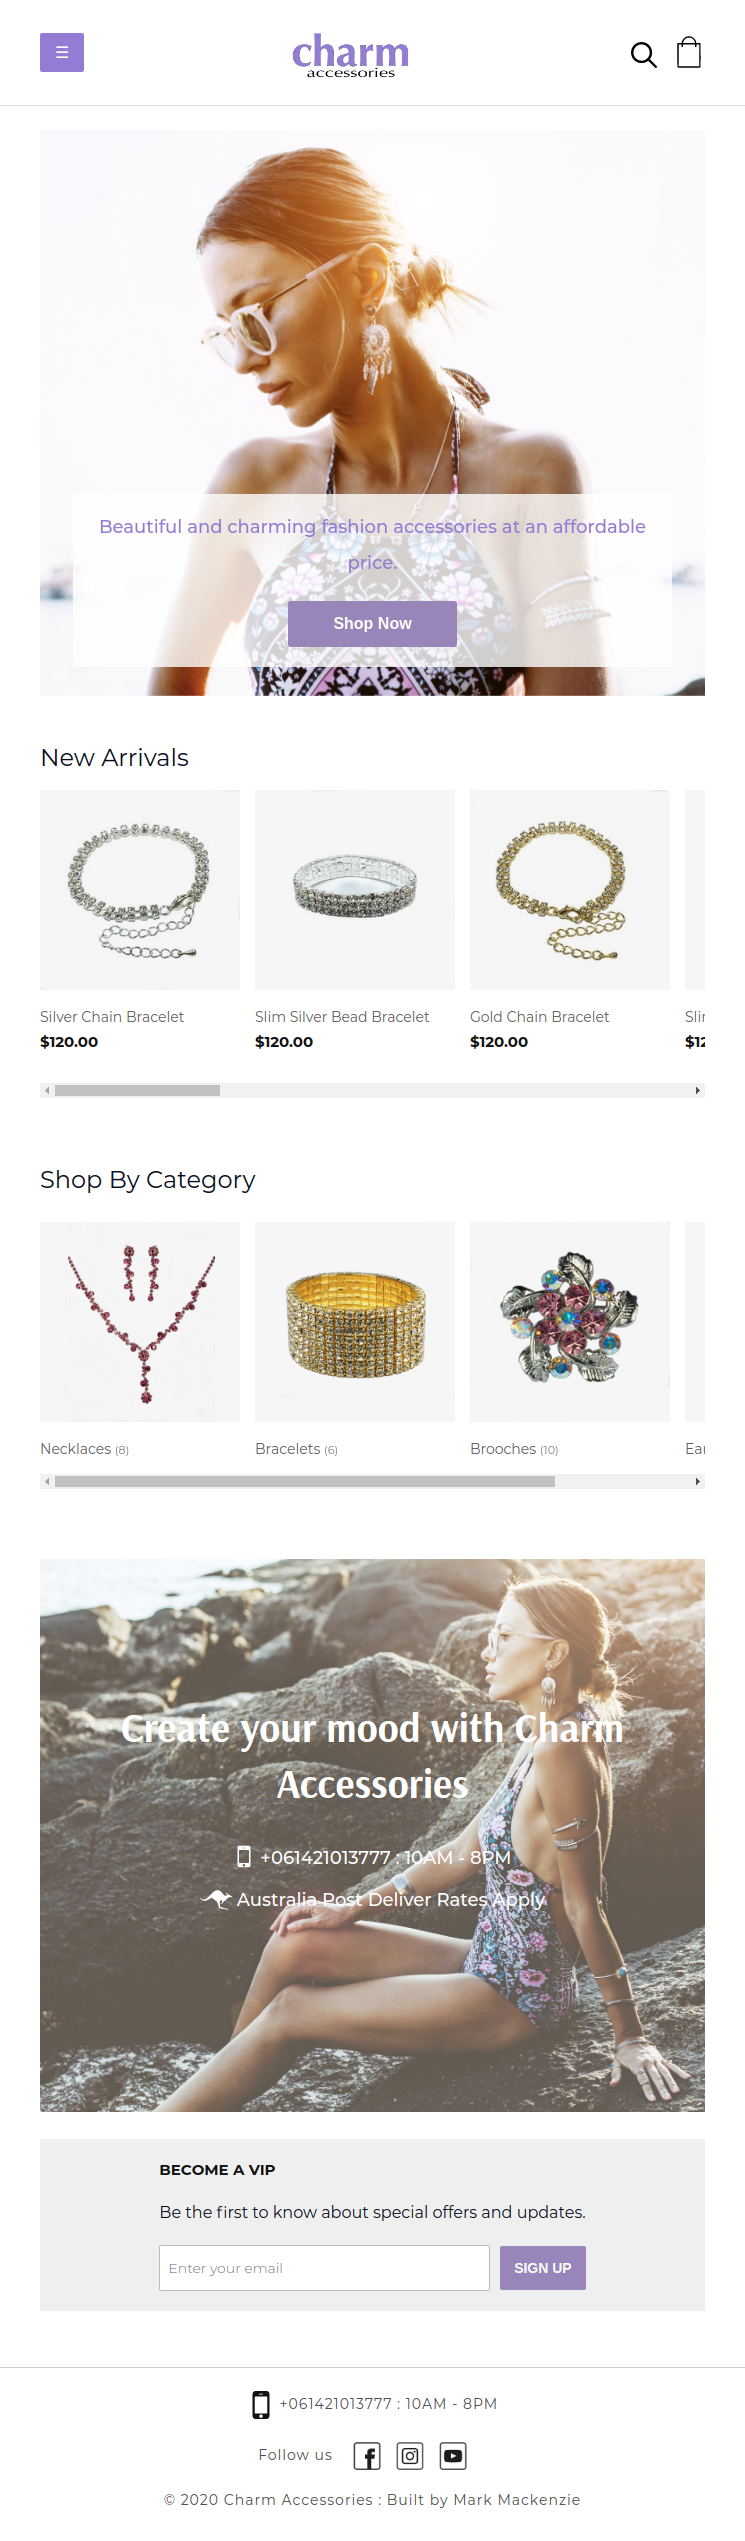 charm
accessories
Beautiful and charming fashion accessories at an affordable
price.
Shop Now
New Arrivals
Silver Chain Bracelet
$120.00
Slim Silver Bead Bracelet
$120.00
Gold Chain Bracelet
$120.00
Shop By Category
Necklaces (8)
Bracelets (6)
Brooches (10)
Create your mood with Charm
Accessories
+061421013777 : 10AM - 8PM
Australia Post Deliver Rates Apply
BECOME A VIP
Be the first to know about special offers and updates.
Enter your email
SIGN UP
+061421013777 : 10AM - 8PM
Follow us
© 2020 Charm Accessories : Built by Mark Mackenzie